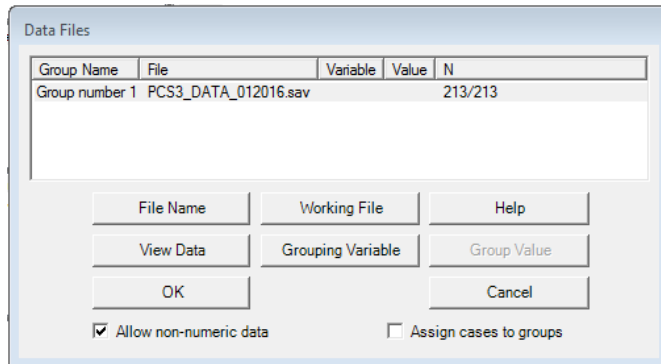 Data Files
Group Name File Variable Value N
Group number 1 PCS3_DATA_012016.sav 213/213
File Name Working File Help
View Data Grouping Variable Group Value
OK Cancel
Allow non-numeric data Assign cases to groups